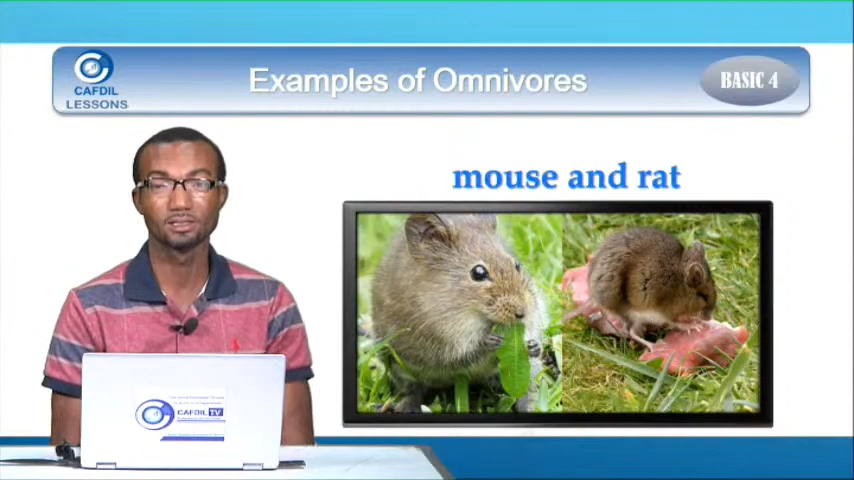 Examples of Omnivores
BASIC 4
CAFDIL
LESSONS
mouse and rat
CAFDIL TV